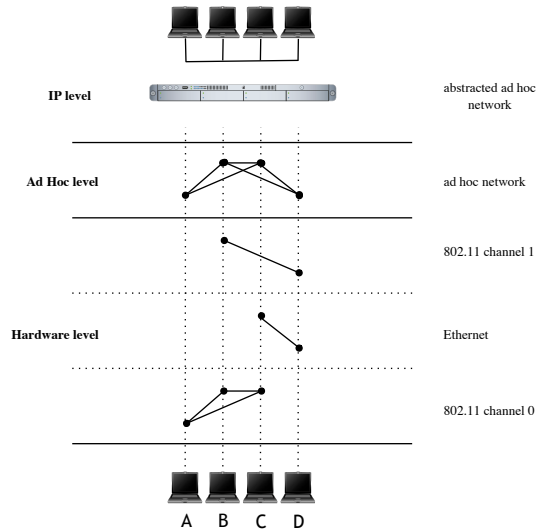 IP level
abstracted ad hoc
network
Ad Hoc level
ad hoc network
802.11 channel 1
Hardware level
Ethernet
802.11 channel 0
A B C D